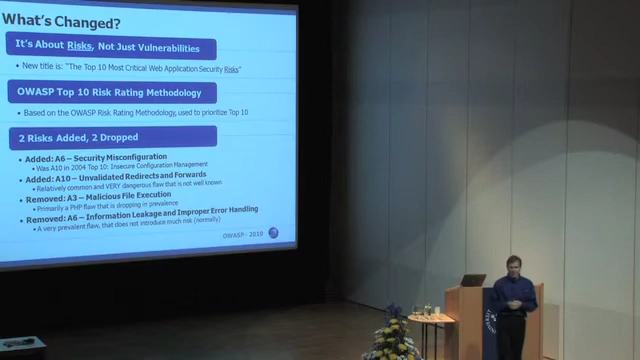 What's Changed?
It's About Risks, Not Just Vulnerabilities
• New title is: "The Top 10 Most Critical Web Application Security Risks"
OWASP Top 10 Risk Rating Methodology
• Based on the OWASP Risk Rating Methodology, used to prioritize Top 10
2 Risks Added, 2 Dropped
• Added: A6 – Security Misconfiguration
• Was A10 in 2004 Top 10: Insecure Configuration Management
• Added: A10 – Unvalidated Redirects and Forwards
• Relatively common and VERY dangerous flaw that is not well known
• Removed: A3 – Malicious File Execution
• Primarily a PHP flaw that is dropping in prevalence
• Removed: A6 – Information Leakage and Improper Error Handling
• A very prevalent flaw, that does not introduce much risk (normally)
OWASP - 2010